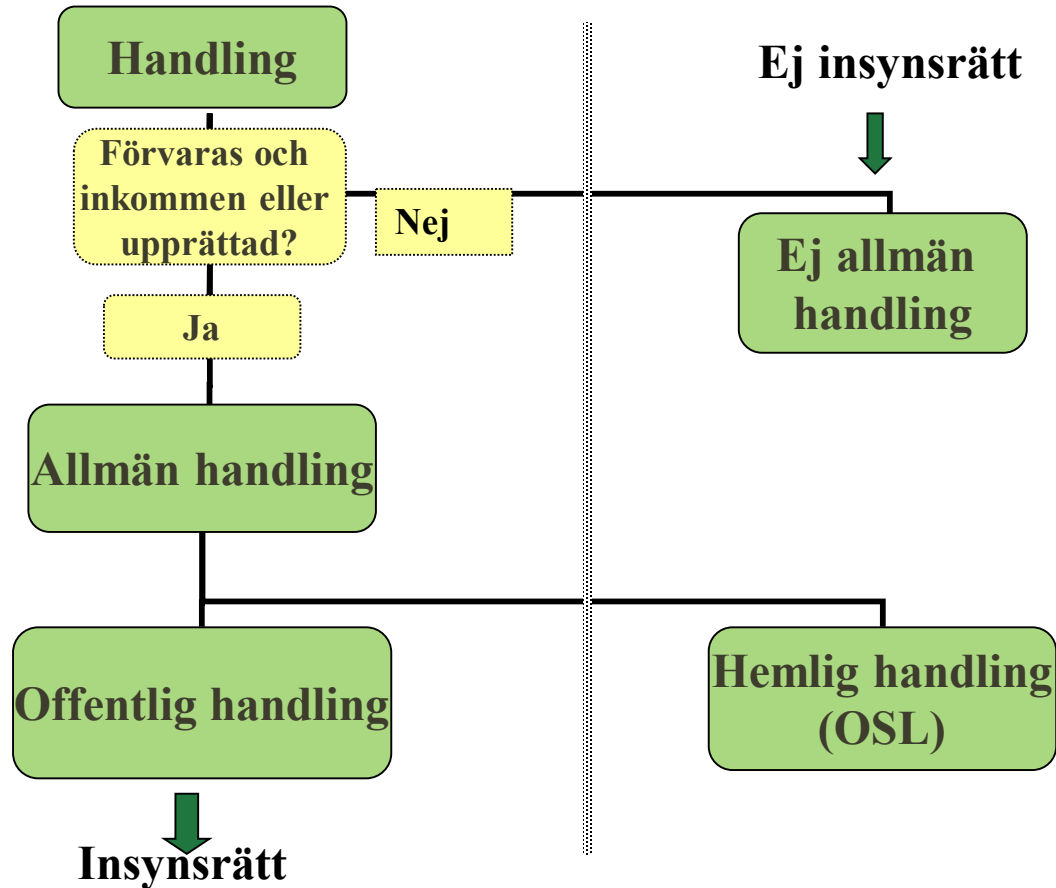 Handling
Ej insynsrätt
Förvaras och
inkommen eller
upprättad?
Nej
Ej allmän
handling
Ja
Allmän handling
Offentlig handling
Hemlig handling
(OSL)
Insynsrätt